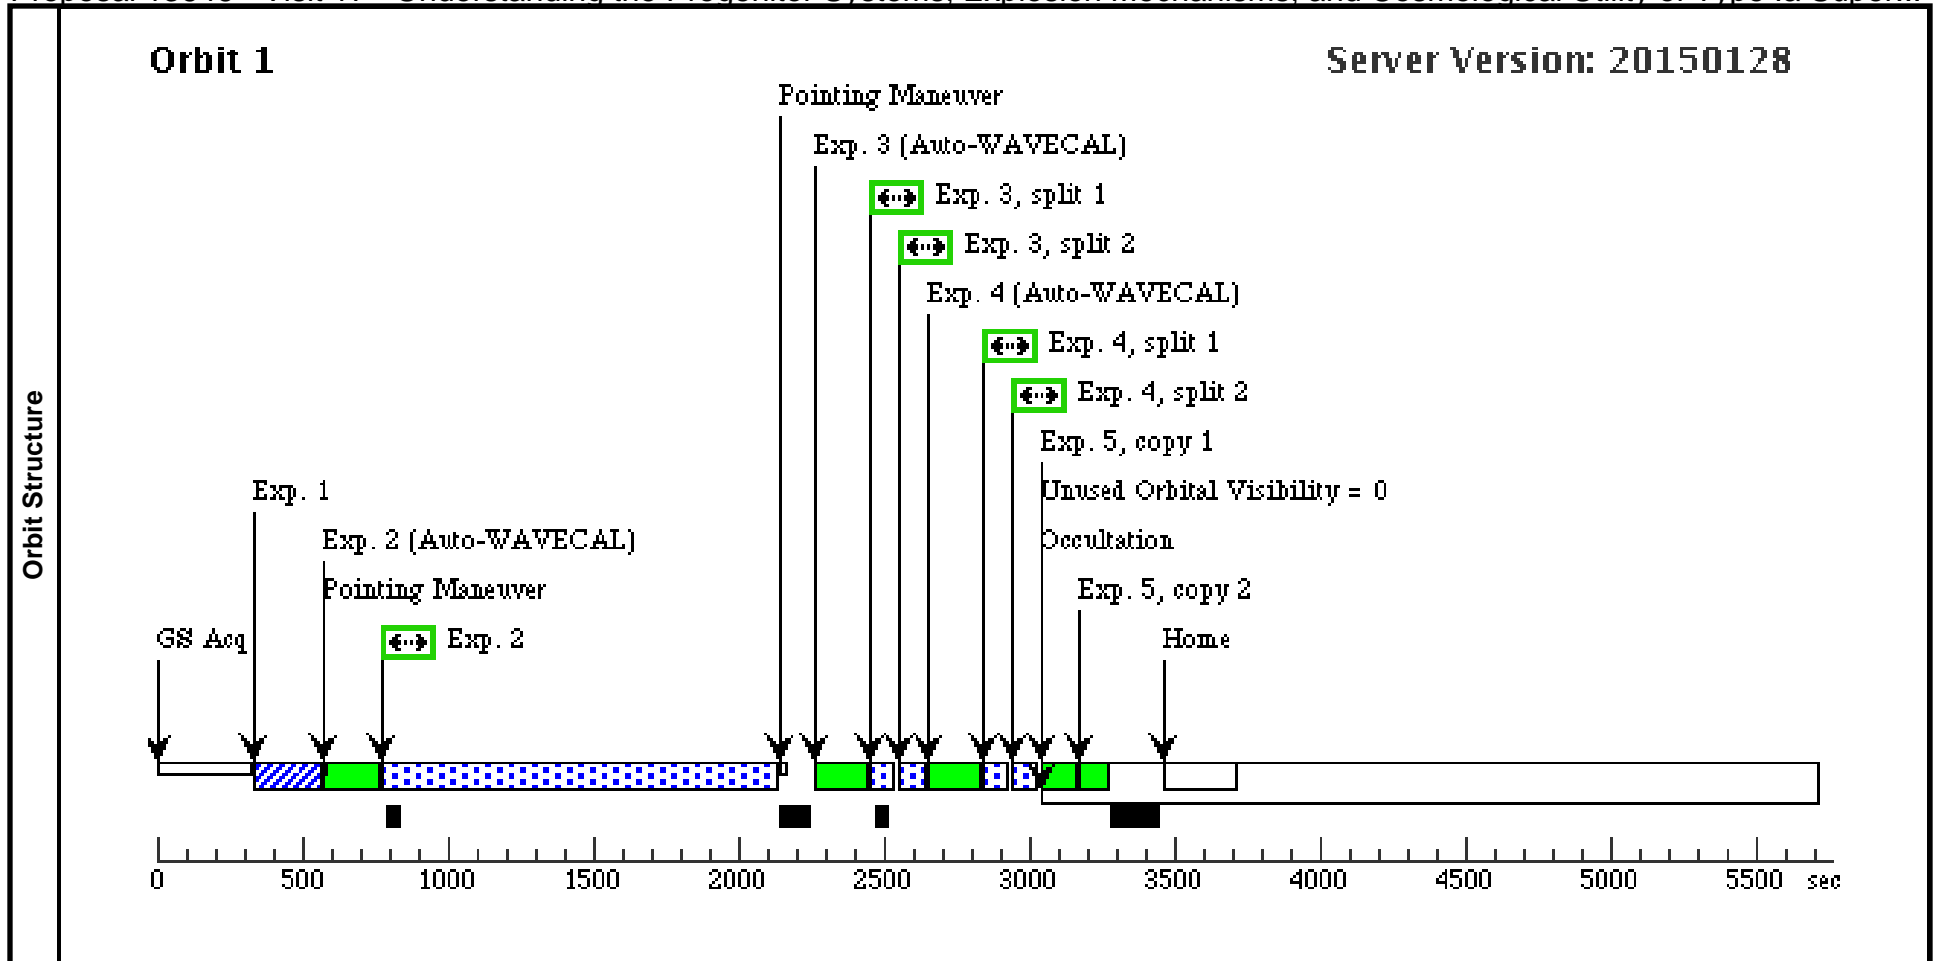 Orbit 1
Server Version: 20150128
Pointing Maneuver
Exp. 3 (Auto-WAVECAL)
Exp. 3, split 1
Exp. 3, split 2
Exp. 4 (Auto-WAVECAL)
Exp. 4, split 1
Exp. 4, split 2
Exp. 5, copy 1
Exp. 1
Unused Orbital Visibility = 0
Exp. 2 (Auto-WAVECAL)
Occultation
Pointing Maneuver
Exp. 5, copy 2
GS Acq
Exp. 2
Home
Orbit Structure
0 500 1000 1500 2000 2500 3000 3500 4000 4500 5000 5500 sec